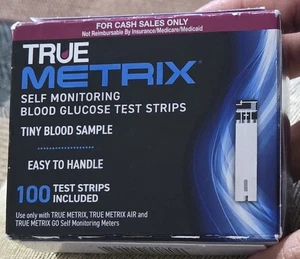 FOR CASH SALES ONLY
Not Reimbursable By Insurance/Medicare/Medicaid
TRUE
METRIX®
SELF MONITORING
BLOOD GLUCOSE TEST STRIPS
TINY BLOOD SAMPLE
EASY TO HANDLE
100 TEST STRIPS
INCLUDED
Use only with TRUE METRIX, TRUE METRIX AIR and
TRUE METRIX GO Self Monitoring Meters